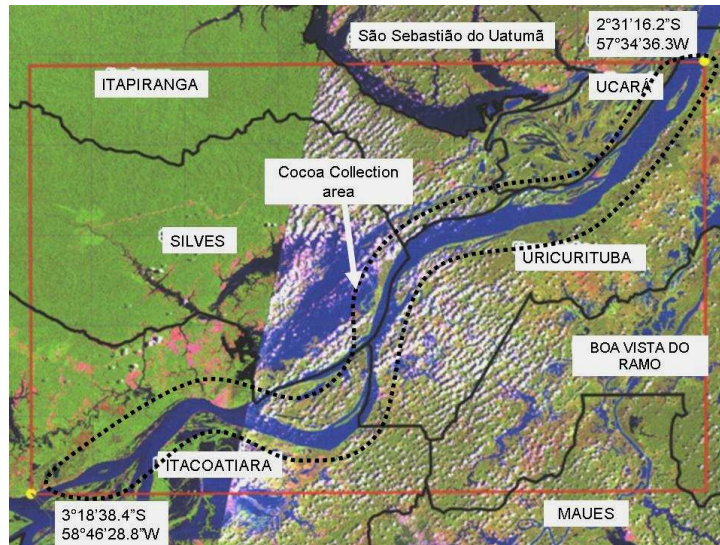 São Sebastião do Uatumã
2°31'16.2"S
57°34'36.3W
ITAPIRANGA
UCARÁ
Cocoa Collection
area
SILVES
URICURITUBA
BOA VISTA DO
RAMO
ITACOATIARA
3°18'38.4"S
58°46'28.8"W
MAUES